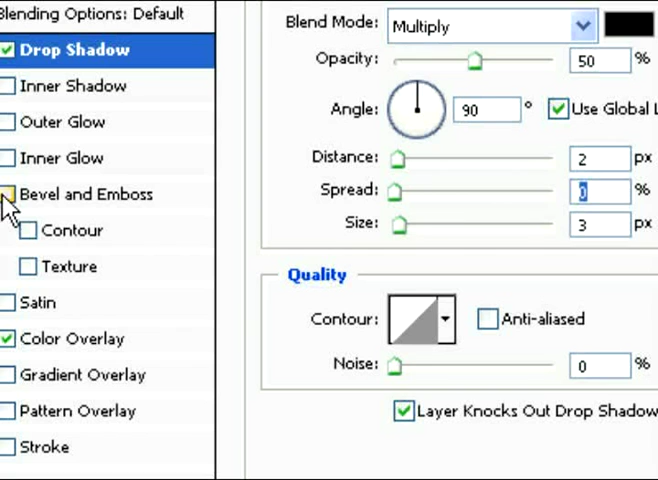 Blending Options: Default
Drop Shadow
Inner Shadow
Outer Glow
Inner Glow
Bevel and Emboss
Contour
Texture
Satin
Color Overlay
Gradient Overlay
Pattern Overlay
Stroke
Blend Mode: Multiply
Opacity: 50 %
Angle: 90 ° Use Global L
Distance: 2 px
Spread: 0 %
Size: 3 px
Quality
Contour: Anti-aliased
Noise: 0 %
Layer Knocks Out Drop Shadow